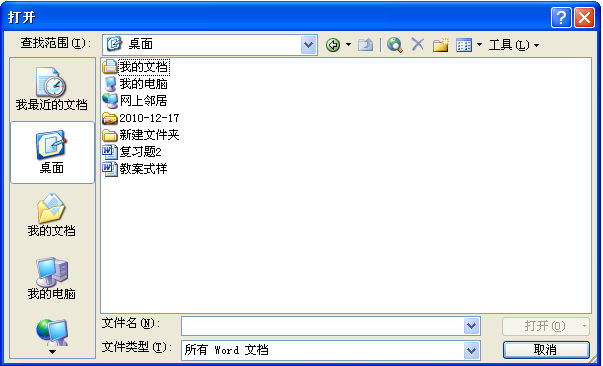 打开
查找范围(I):
桌面
工具(L)
我最近的文档
桌面
我的文档
我的电脑
我的文档
我的电脑
网上邻居
2010-12-17
新建文件夹
复习题2
教案式样
文件名(N):
打开(O)
文件类型(T):
所有 Word 文档
取消